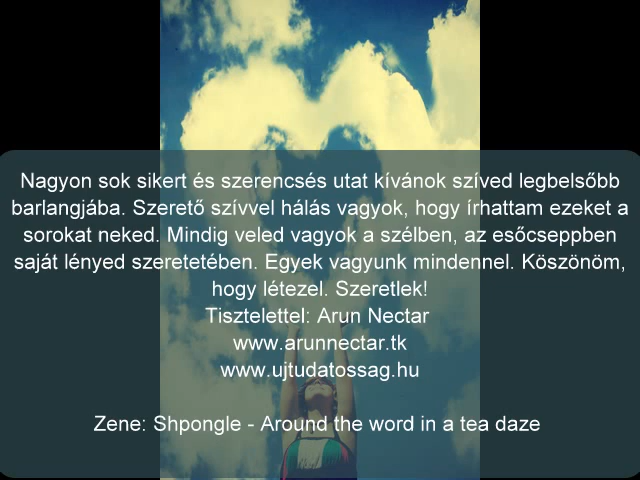 Nagyon sok sikert és szerencsés utat kívánok szíved legbelsőbb
barlangjába. Szerető szívvel hálás vagyok, hogy írhattam ezeket a
sorokat neked. Mindig veled vagyok a szélben, az esőcseppben
saját lényed szeretetében. Egyek vagyunk mindennel. Köszönöm,
hogy létezel. Szeretlek!
Tisztelettel: Arun Nectar
www.arunnectar.tk
www.ujtudatossag.hu
Zene: Shpongle - Around the word in a tea daze